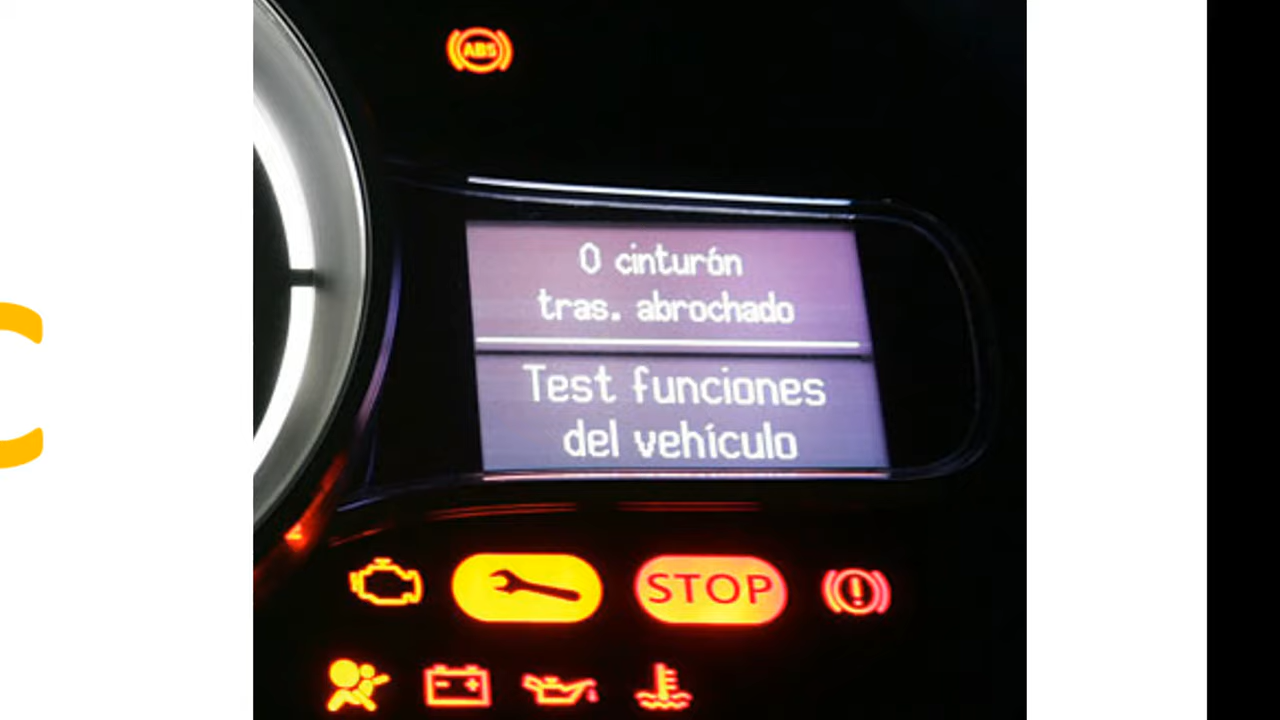 C
ABS
0 cinturón
tras. abrochado
Test funciones
del vehículo
STOP